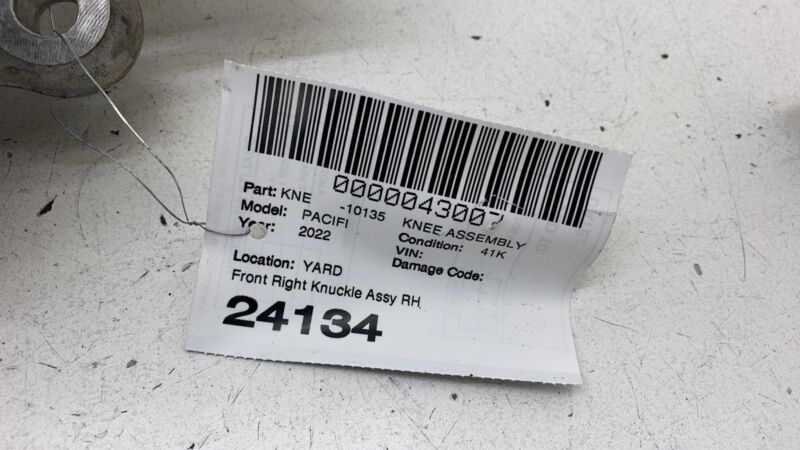 0000043007
Part: KNE -10135 KNEE ASSEMBLY
Model: PACIFI Condition: 41K
Year: 2022 VIN:
Damage Code:
Location: YARD
Front Right Knuckle Assy RH
24134